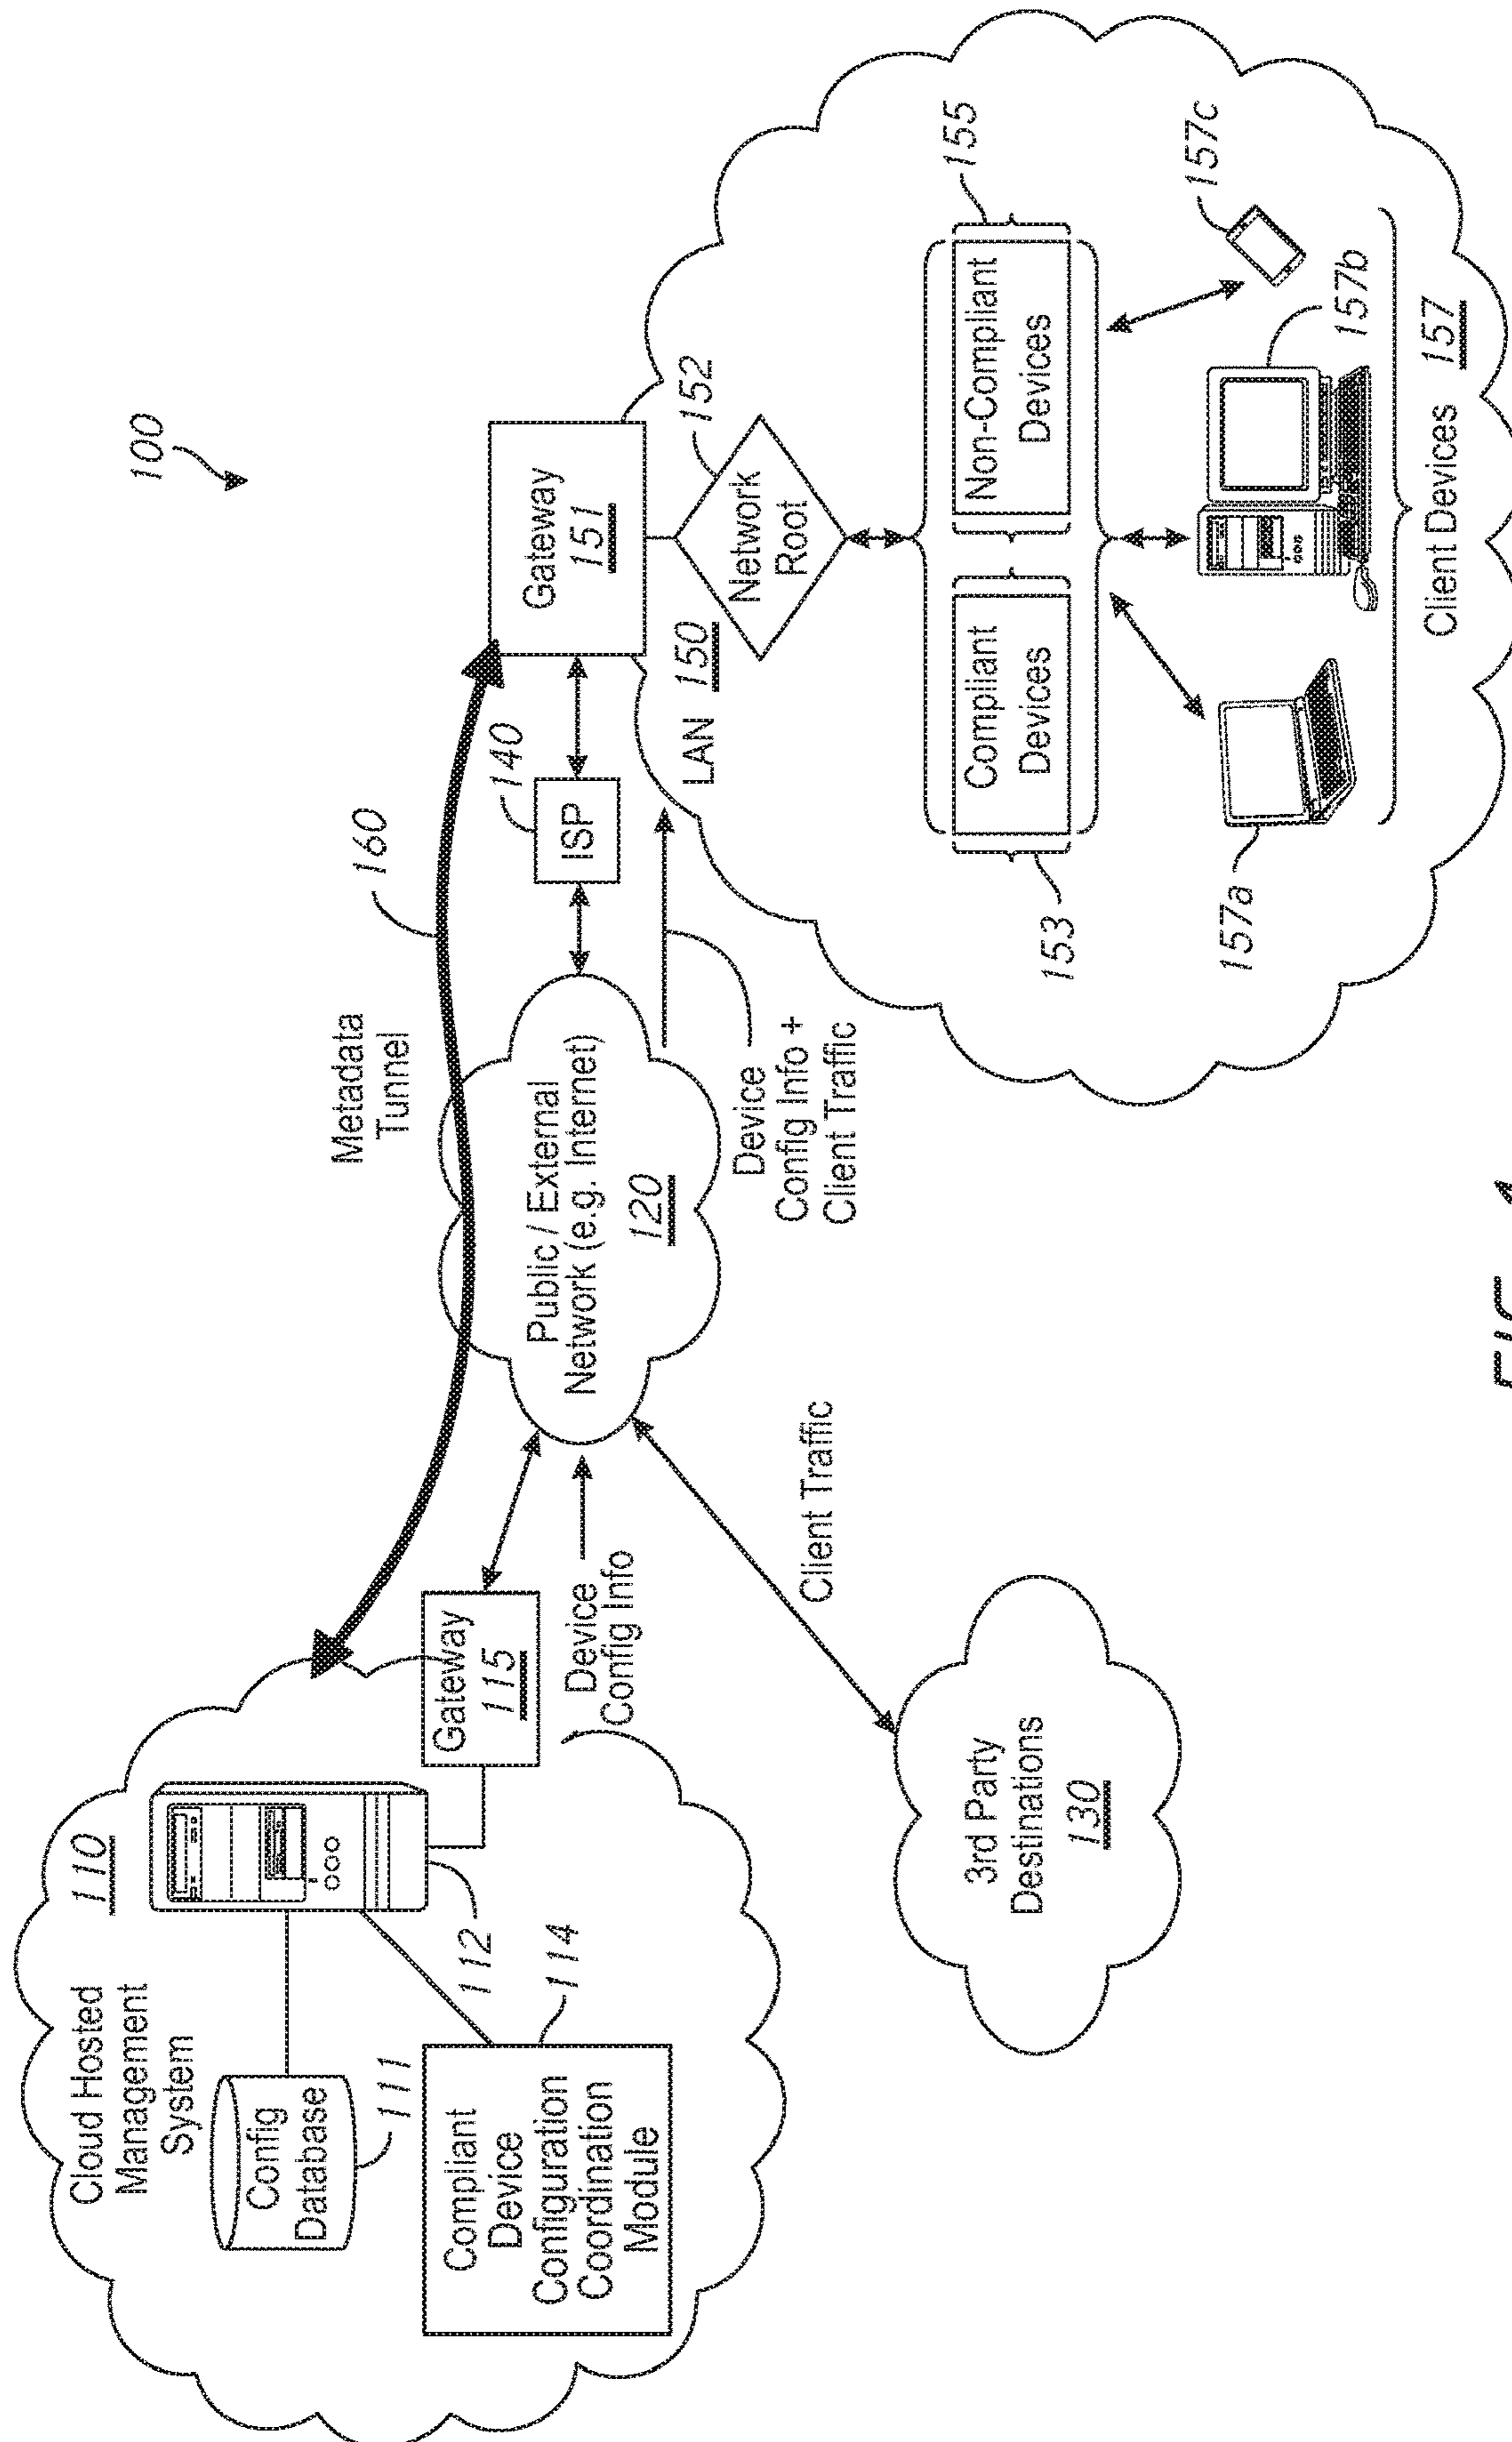 100
Cloud Hosted
Management
System
110
Config
Database
111
112
Compliant
Device
Configuration
Coordination
Module
114
Gateway
115
Device
Config Info
Metadata
Tunnel
160
Public / External
Network (e.g. Internet)
120
Device
Config Info +
Client Traffic
Client Traffic
3rd Party
Destinations
130
ISP
140
Gateway
151
LAN 150
Network
Root
152
Compliant
Devices
153
Non-Compliant
Devices
155
157a
157b
157c
Client Devices 157